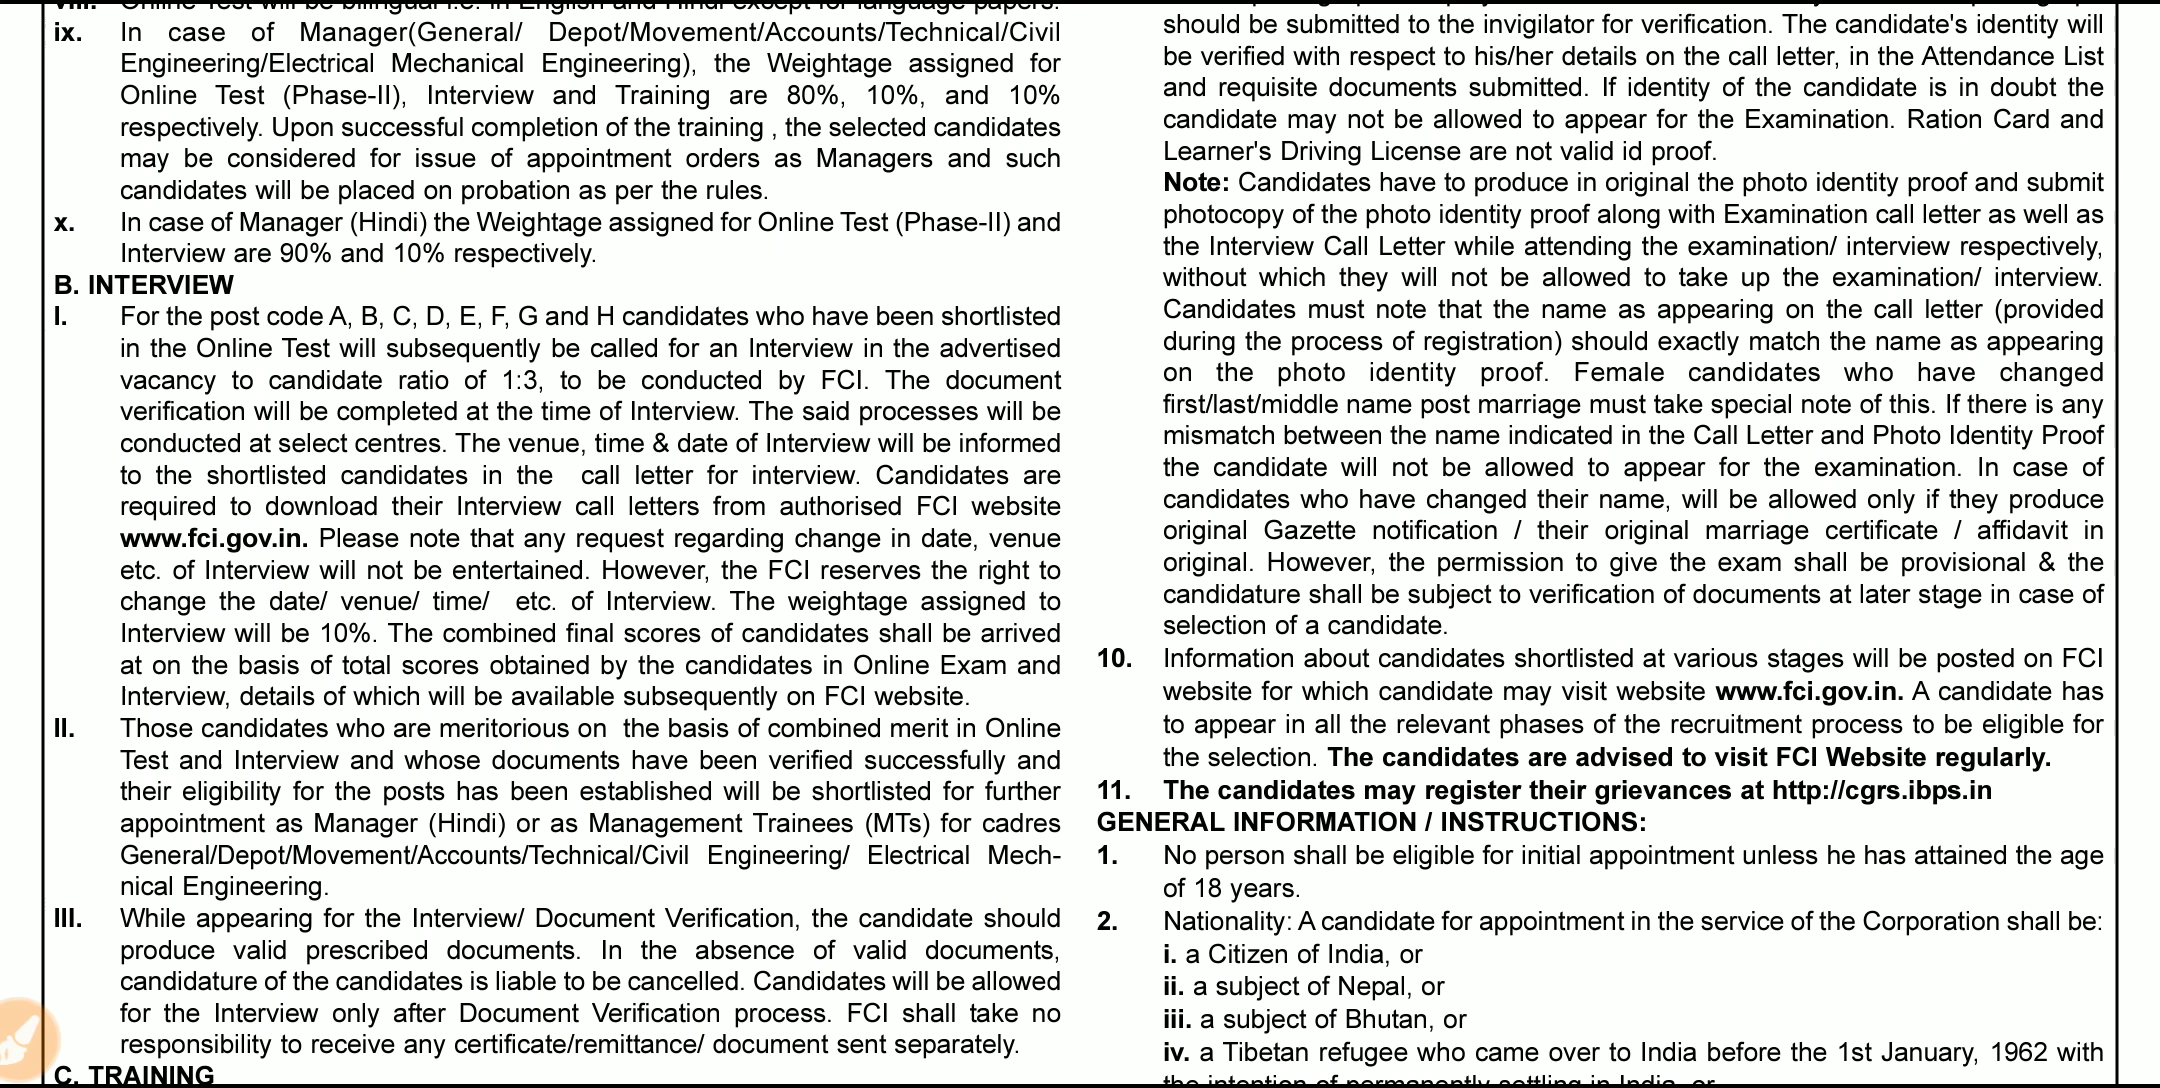 viii. Online Test will be bilingual i.e. in English and Hindi except for language papers.
ix. In case of Manager(General/ Depot/Movement/Accounts/Technical/Civil
Engineering/Electrical Mechanical Engineering), the Weightage assigned for
Online Test (Phase-II), Interview and Training are 80%, 10%, and 10%
respectively. Upon successful completion of the training , the selected candidates
may be considered for issue of appointment orders as Managers and such
candidates will be placed on probation as per the rules.
x. In case of Manager (Hindi) the Weightage assigned for Online Test (Phase-II) and
Interview are 90% and 10% respectively.
B. INTERVIEW
I. For the post code A, B, C, D, E, F, G and H candidates who have been shortlisted
in the Online Test will subsequently be called for an Interview in the advertised
vacancy to candidate ratio of 1:3, to be conducted by FCI. The document
verification will be completed at the time of Interview. The said processes will be
conducted at select centres. The venue, time & date of Interview will be informed
to the shortlisted candidates in the call letter for interview. Candidates are
required to download their Interview call letters from authorised FCI website
www.fci.gov.in. Please note that any request regarding change in date, venue
etc. of Interview will not be entertained. However, the FCI reserves the right to
change the date/ venue/ time/ etc. of Interview. The weightage assigned to
Interview will be 10%. The combined final scores of candidates shall be arrived
at on the basis of total scores obtained by the candidates in Online Exam and
Interview, details of which will be available subsequently on FCI website.
II. Those candidates who are meritorious on the basis of combined merit in Online
Test and Interview and whose documents have been verified successfully and
their eligibility for the posts has been established will be shortlisted for further
appointment as Manager (Hindi) or as Management Trainees (MTs) for cadres
General/Depot/Movement/Accounts/Technical/Civil Engineering/ Electrical Mech-
nical Engineering.
III. While appearing for the Interview/ Document Verification, the candidate should
produce valid prescribed documents. In the absence of valid documents,
candidature of the candidates is liable to be cancelled. Candidates will be allowed
for the Interview only after Document Verification process. FCI shall take no
responsibility to receive any certificate/remittance/ document sent separately.
C. TRAINING
should be submitted to the invigilator for verification. The candidate's identity will
be verified with respect to his/her details on the call letter, in the Attendance List
and requisite documents submitted. If identity of the candidate is in doubt the
candidate may not be allowed to appear for the Examination. Ration Card and
Learner's Driving License are not valid id proof.
Note: Candidates have to produce in original the photo identity proof and submit
photocopy of the photo identity proof along with Examination call letter as well as
the Interview Call Letter while attending the examination/ interview respectively,
without which they will not be allowed to take up the examination/ interview.
Candidates must note that the name as appearing on the call letter (provided
during the process of registration) should exactly match the name as appearing
on the photo identity proof. Female candidates who have changed
first/last/middle name post marriage must take special note of this. If there is any
mismatch between the name indicated in the Call Letter and Photo Identity Proof
the candidate will not be allowed to appear for the examination. In case of
candidates who have changed their name, will be allowed only if they produce
original Gazette notification / their original marriage certificate / affidavit in
original. However, the permission to give the exam shall be provisional & the
candidature shall be subject to verification of documents at later stage in case of
selection of a candidate.
10. Information about candidates shortlisted at various stages will be posted on FCI
website for which candidate may visit website www.fci.gov.in. A candidate has
to appear in all the relevant phases of the recruitment process to be eligible for
the selection. The candidates are advised to visit FCI Website regularly.
11. The candidates may register their grievances at http://cgrs.ibps.in
GENERAL INFORMATION / INSTRUCTIONS:
1. No person shall be eligible for initial appointment unless he has attained the age
of 18 years.
2. Nationality: A candidate for appointment in the service of the Corporation shall be:
i. a Citizen of India, or
ii. a subject of Nepal, or
iii. a subject of Bhutan, or
iv. a Tibetan refugee who came over to India before the 1st January, 1962 with
the intention of permanently settling in India, or